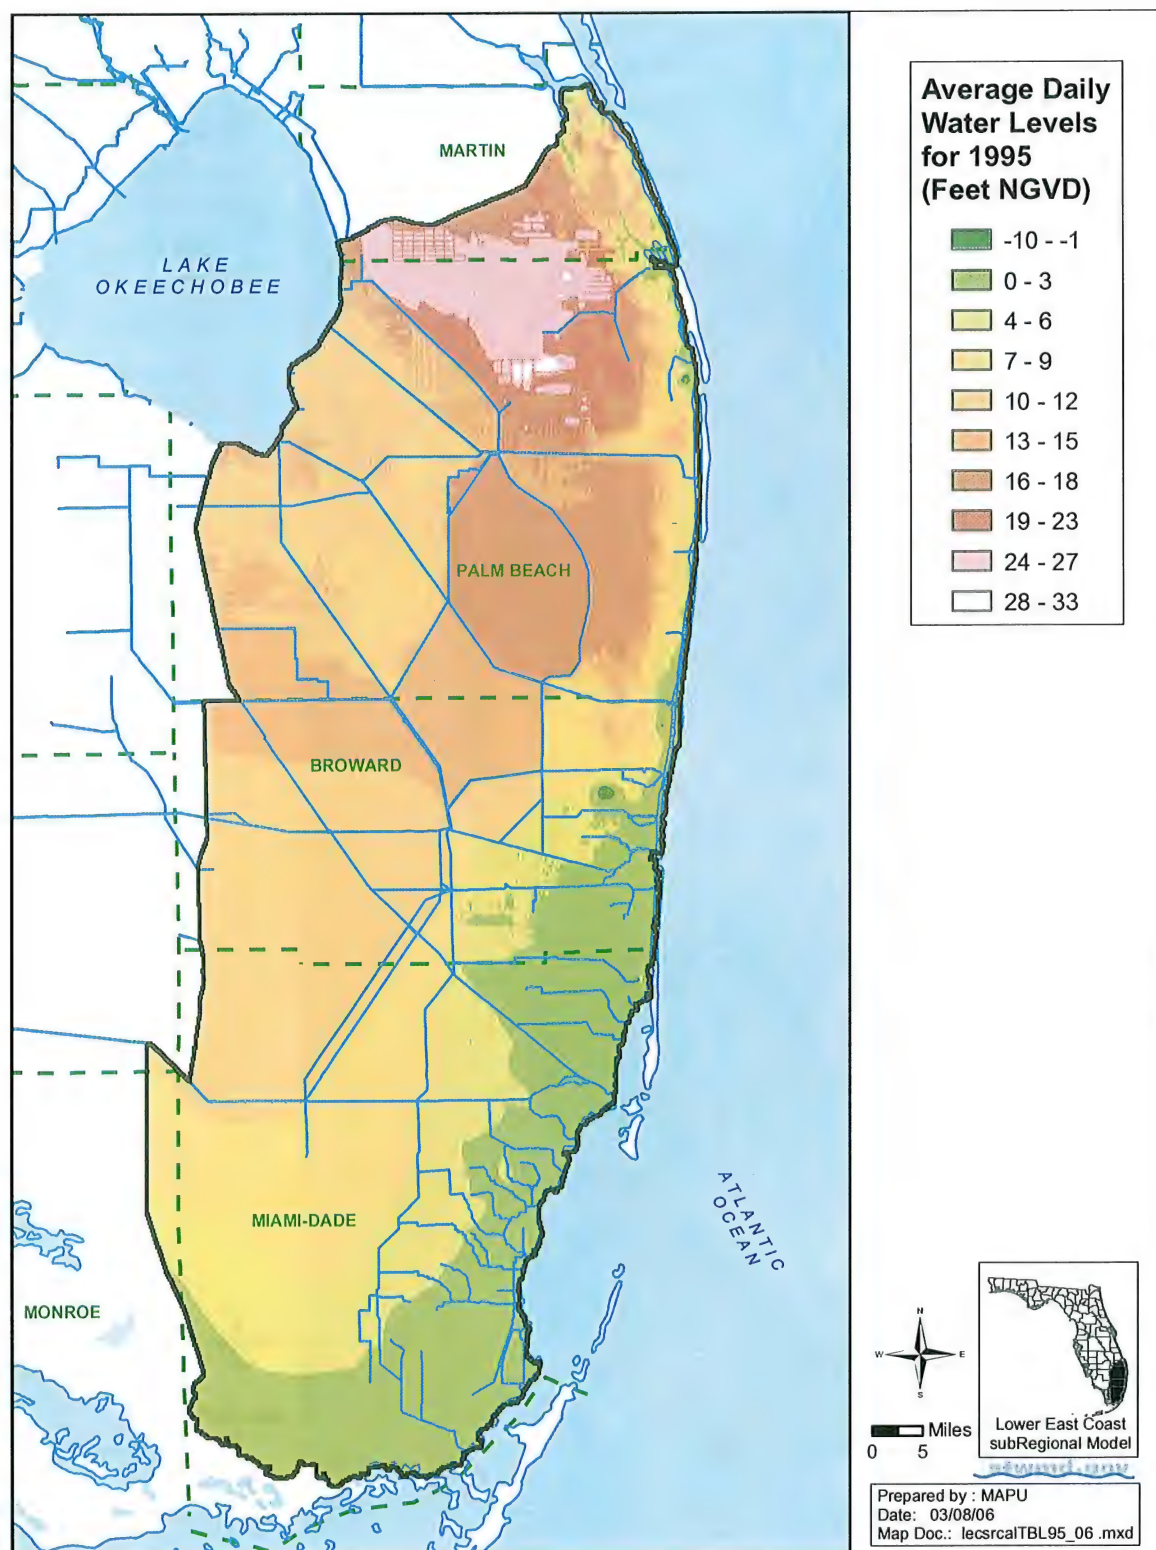 MARTIN
LAKE
OKEECHOBEE
PALM BEACH
BROWARD
MIAMI-DADE
MONROE
ATLANTIC
OCEAN
Average Daily
Water Levels
for 1995
(Feet NGVD)
-10 - -1
0 - 3
4 - 6
7 - 9
10 - 12
13 - 15
16 - 18
19 - 23
24 - 27
28 - 33
N
W
E
S
Miles
0 5
Lower East Coast
subRegional Model
sfwmd.gov
Prepared by : MAPU
Date: 03/08/06
Map Doc.: lecsrcalTBL95_06 .mxd